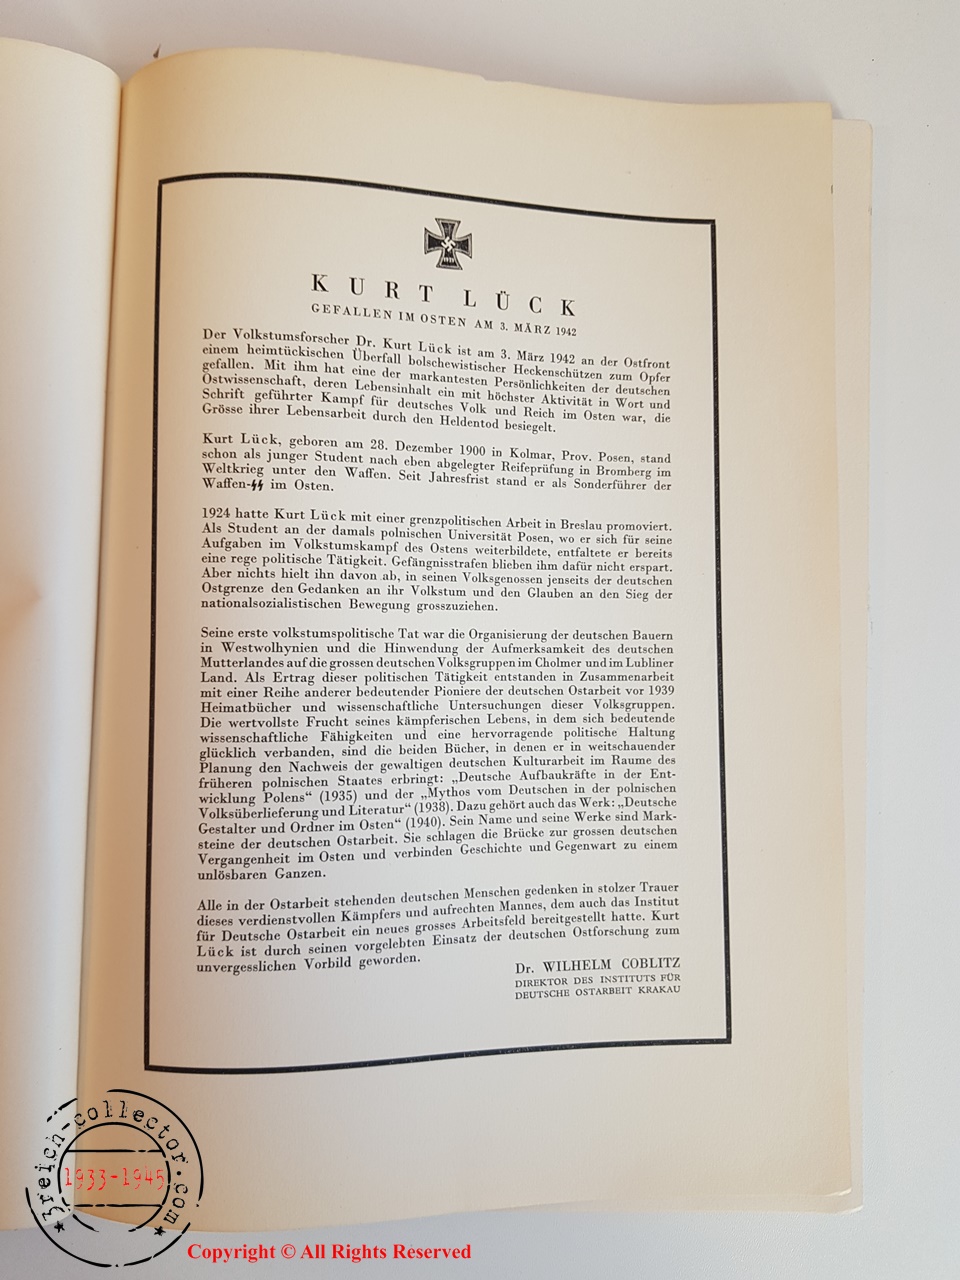 KURT LÜCK
GEFALLEN IM OSTEN AM 3. MÄRZ 1942
Der Volkstumsforscher Dr. Kurt Lück ist am 3. März 1942 an der Ostfront
einem heimtückischen Überfall bolschewistischer Heckenschützen zum Opfer
gefallen. Mit ihm hat eine der markantesten Persönlichkeiten der deutschen
Ostwissenschaft, deren Lebensinhalt ein mit höchster Aktivität in Wort und
Schrift geführter Kampf für deutsches Volk und Reich im Osten war, die
Grösse ihrer Lebensarbeit durch den Heldentod besiegelt.
Kurt Lück, geboren am 28. Dezember 1900 in Kolmar, Prov. Posen, stand
schon als junger Student nach eben abgelegter Reifeprüfung in Bromberg im
Weltkrieg unter den Waffen. Seit Jahresfrist stand er als Sonderführer der
Waffen-ᛋᛋ im Osten.
1924 hatte Kurt Lück mit einer grenzpolitischen Arbeit in Breslau promoviert.
Als Student an der damals polnischen Universität Posen, wo er sich für seine
Aufgaben im Volkstumskampf des Ostens weiterbildete, entfaltete er bereits
eine rege politische Tätigkeit. Gefängnisstrafen blieben ihm dafür nicht erspart.
Aber nichts hielt ihn davon ab, in seinen Volksgenossen jenseits der deutschen
Ostgrenze den Gedanken an ihr Volkstum und den Glauben an den Sieg der
nationalsozialistischen Bewegung grosszuziehen.
Seine erste volkstumspolitische Tat war die Organisierung der deutschen Bauern
in Westwolhynien und die Hinwendung der Aufmerksamkeit des deutschen
Mutterlandes auf die grossen deutschen Volksgruppen im Cholmer und im Lubliner
Land. Als Ertrag dieser politischen Tätigkeit entstanden in Zusammenarbeit
mit einer Reihe anderer bedeutender Pioniere der deutschen Ostarbeit vor 1939
Heimatbücher und wissenschaftliche Untersuchungen dieser Volksgruppen.
Die wertvollste Frucht seines kämpferischen Lebens, in dem sich bedeutende
wissenschaftliche Fähigkeiten und eine hervorragende politische Haltung
glücklich verbanden, sind die beiden Bücher, in denen er in weitschauender
Planung den Nachweis der gewaltigen deutschen Kulturarbeit im Raume des
früheren polnischen Staates erbringt: „Deutsche Aufbaukräfte in der Ent-
wicklung Polens“ (1935) und der „Mythos vom Deutschen in der polnischen
Volksüberlieferung und Literatur“ (1938). Dazu gehört auch das Werk: „Deutsche
Gestalter und Ordner im Osten“ (1940). Sein Name und seine Werke sind Mark-
steine der deutschen Ostarbeit. Sie schlagen die Brücke zur grossen deutschen
Vergangenheit im Osten und verbinden Geschichte und Gegenwart zu einem
unlösbaren Ganzen.
Alle in der Ostarbeit stehenden deutschen Menschen gedenken in stolzer Trauer
dieses verdienstvollen Kämpfers und aufrechten Mannes, dem auch das Institut
für Deutsche Ostarbeit ein neues grosses Arbeitsfeld bereitgestellt hatte. Kurt
Lück ist durch seinen vorgelebten Einsatz der deutschen Ostforschung zum
unvergesslichen Vorbild geworden.
Dr. WILHELM COBLITZ
DIREKTOR DES INSTITUTS FÜR
DEUTSCHE OSTARBEIT KRAKAU
3reich-collector.com
1933-1945
Copyright © All Rights Reserved